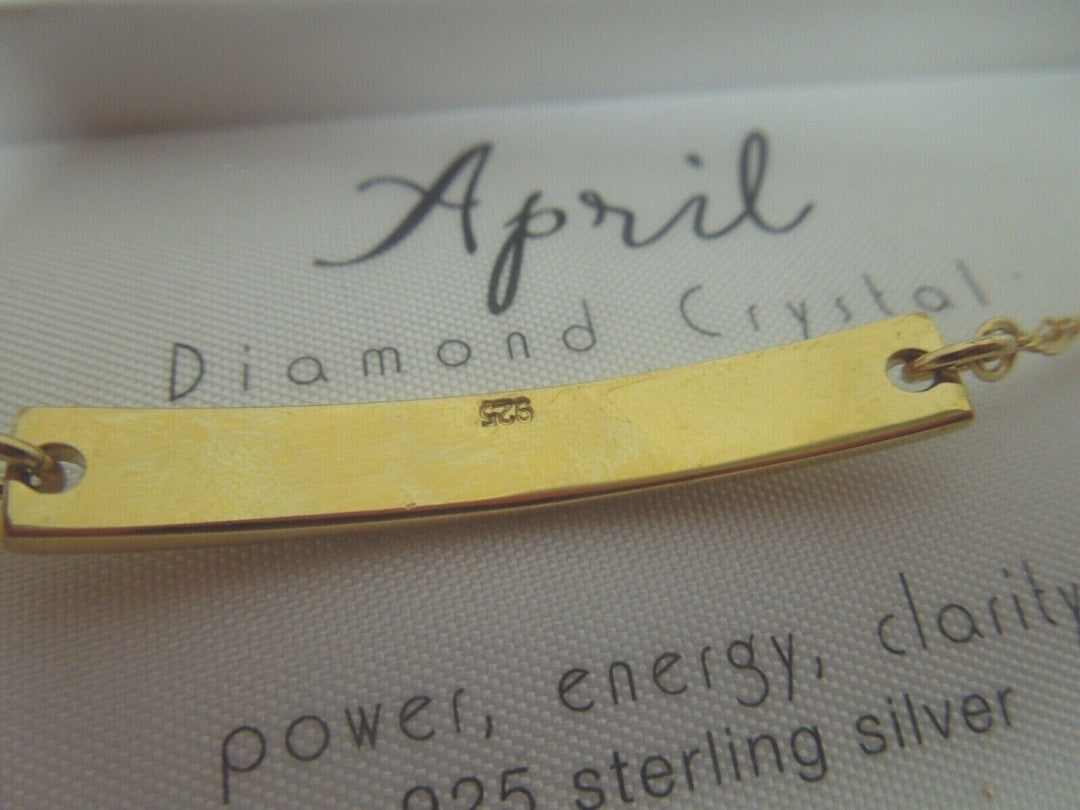 April
Diamond Crystal
925
power, energy, clarity
925 sterling silver